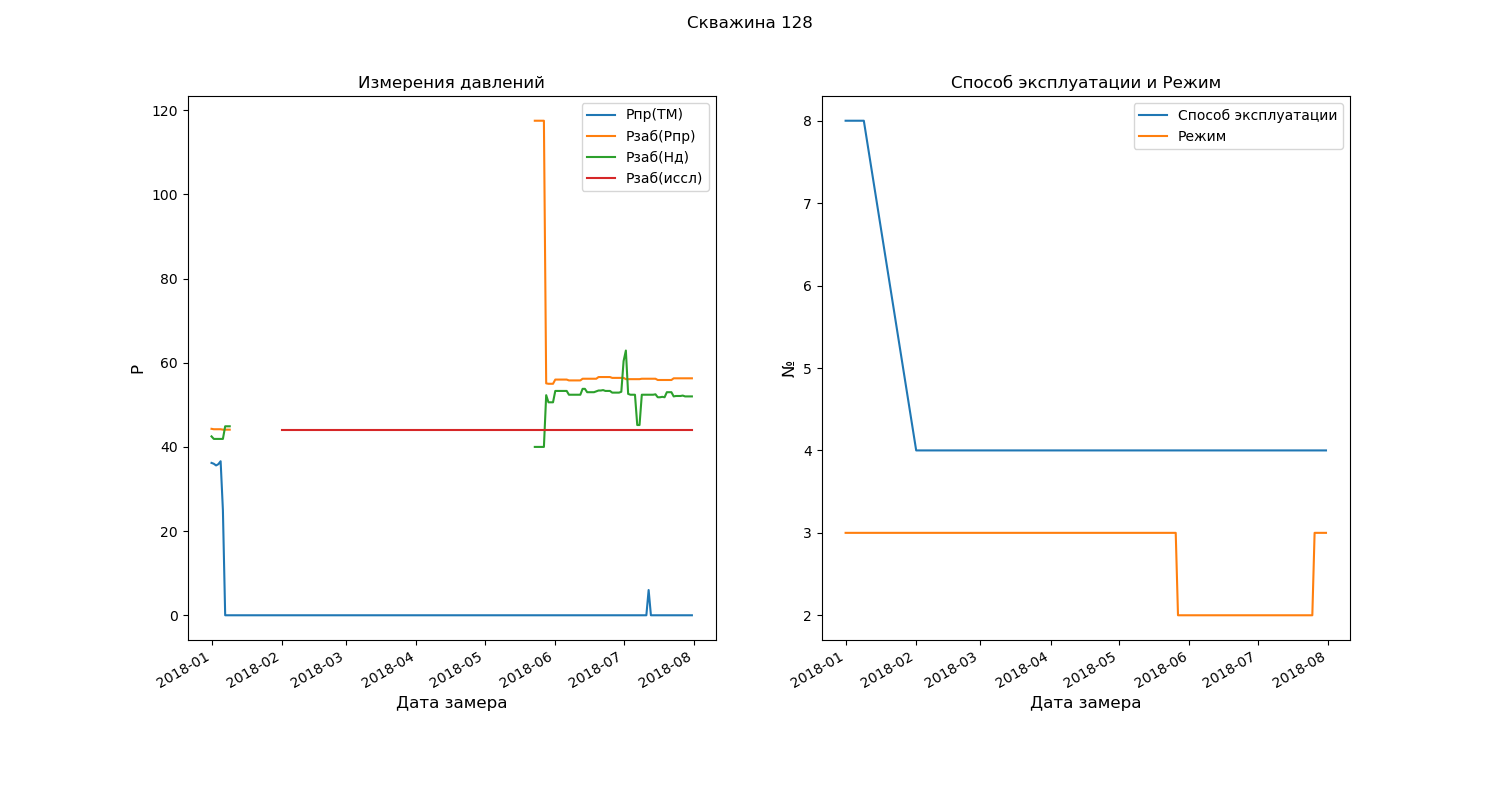 Скважина 128
Измерения давлений
120
100
80
60
40
20
0
P
Рпр(ТМ)
Рзаб(Рпр)
Рзаб(Нд)
Рзаб(иссл)
2018-01
2018-02
2018-03
2018-04
2018-05
2018-06
2018-07
2018-08
Дата замера
Способ эксплуатации и Режим
8
7
6
5
4
3
2
№
Способ эксплуатации
Режим
2018-01
2018-02
2018-03
2018-04
2018-05
2018-06
2018-07
2018-08
Дата замера